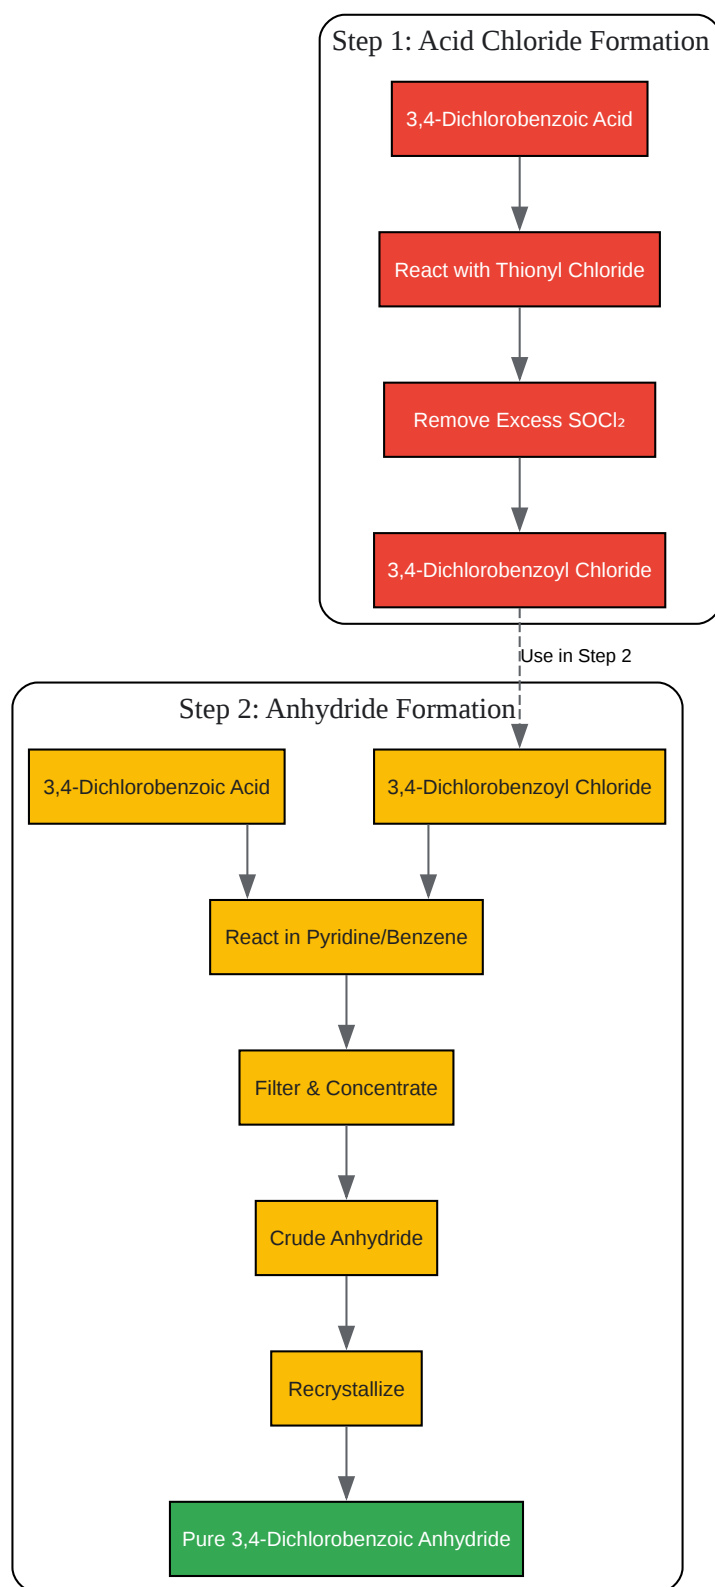 Step 1: Acid Chloride Formation
3,4-Dichlorobenzoic Acid
React with Thionyl Chloride
Remove Excess SOCl₂
3,4-Dichlorobenzoyl Chloride
Use in Step 2
Step 2: Anhydride Formation
3,4-Dichlorobenzoic Acid
3,4-Dichlorobenzoyl Chloride
React in Pyridine/Benzene
Filter & Concentrate
Crude Anhydride
Recrystallize
Pure 3,4-Dichlorobenzoic Anhydride